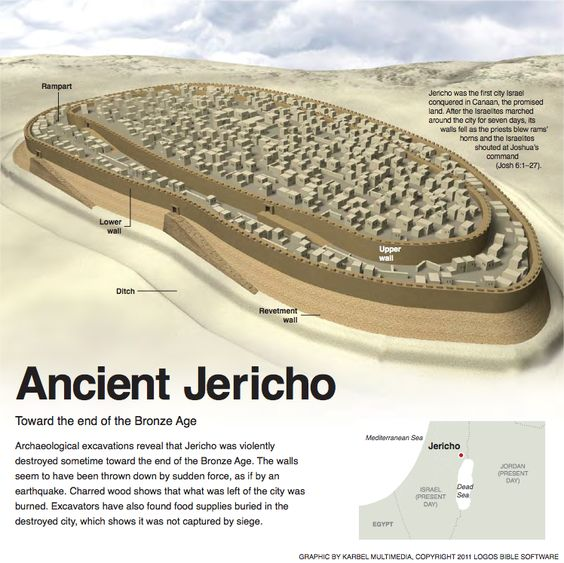 Rampart
Jericho was the first city Israel
conquered in Canaan, the promised
land. After the Israelites marched
around the city for seven days, its
walls fell as the priests blew rams’
horns and the Israelites
shouted at Joshua’s
command
(Josh 6:1–27).
Lower
wall
Upper
wall
Ditch
Revetment
wall
Ancient Jericho
Toward the end of the Bronze Age
Archaeological excavations reveal that Jericho was violently
destroyed sometime toward the end of the Bronze Age. The walls
seem to have been thrown down by sudden force, as if by an
earthquake. Charred wood shows that what was left of the city was
burned. Excavators have also found food supplies buried in the
destroyed city, which shows it was not captured by siege.
Mediterranean Sea
Jericho
ISRAEL
(PRESENT
DAY)
Dead
Sea
JORDAN
(PRESENT
DAY)
EGYPT
GRAPHIC BY KARBEL MULTIMEDIA, COPYRIGHT 2011 LOGOS BIBLE SOFTWARE